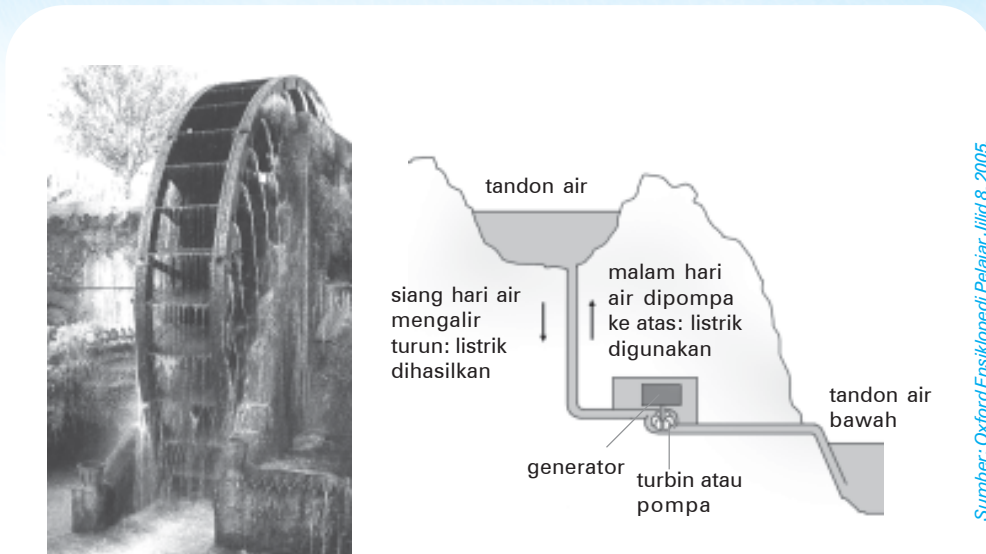 tandon air
siang hari air
mengalir
turun: listrik
dihasilkan
malam hari
air dipompa
ke atas: listrik
digunakan
tandon air
bawah
generator
turbin atau
pompa
Sumber: Oxford Ensiklopedi Pelajar Jilid 8, 2005